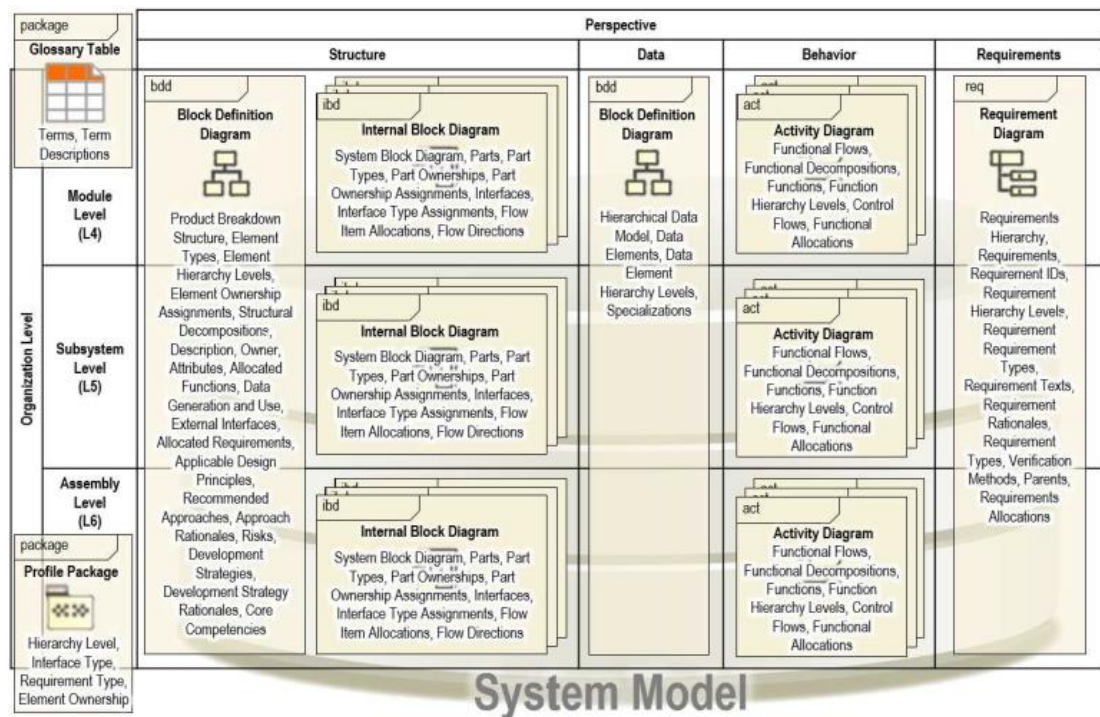 package
Glossary Table
Terms, Term
Descriptions
Perspective
Structure
Data
Behavior
Requirements
Organization Level
Module
Level
(L4)
Subsystem
Level
(L5)
Assembly
Level
(L6)
package
Profile Package
Hierarchy Level,
Interface Type,
Requirement Type,
Element Ownership
bdd
Block Definition
Diagram
Product Breakdown
Structure, Element
Types, Element
Hierarchy Levels,
Element Ownership
Assignments, Structural
Decompositions,
Description, Owner,
Attributes, Allocated
Functions, Data
Generation and Use,
External Interfaces,
Allocated Requirements,
Applicable Design
Principles,
Recommended
Approaches, Approach
Rationales, Risks,
Development
Strategies,
Development Strategy
Rationales, Core
Competencies
ibd
Internal Block Diagram
System Block Diagram, Parts, Part
Types, Part Ownerships, Part
Ownership Assignments, Interfaces,
Interface Type Assignments, Flow
Item Allocations, Flow Directions
ibd
Internal Block Diagram
System Block Diagram, Parts, Part
Types, Part Ownerships, Part
Ownership Assignments, Interfaces,
Interface Type Assignments, Flow
Item Allocations, Flow Directions
ibd
Internal Block Diagram
System Block Diagram, Parts, Part
Types, Part Ownerships, Part
Ownership Assignments, Interfaces,
Interface Type Assignments, Flow
Item Allocations, Flow Directions
bdd
Block Definition
Diagram
Hierarchical Data
Model, Data
Elements, Data
Element
Hierarchy Levels,
Specializations
act
Activity Diagram
Functional Flows,
Functional Decompositions,
Functions, Function
Hierarchy Levels, Control
Flows, Functional
Allocations
act
Activity Diagram
Functional Flows,
Functional Decompositions,
Functions, Function
Hierarchy Levels, Control
Flows, Functional
Allocations
act
Activity Diagram
Functional Flows,
Functional Decompositions,
Functions, Function
Hierarchy Levels, Control
Flows, Functional
Allocations
req
Requirement
Diagram
Requirements
Hierarchy,
Requirements,
Requirement IDs,
Requirement
Hierarchy Levels,
Requirement
Requirement
Types,
Requirement Texts,
Requirement
Rationales,
Requirement
Types, Verification
Methods, Parents,
Requirements
Allocations
System Model